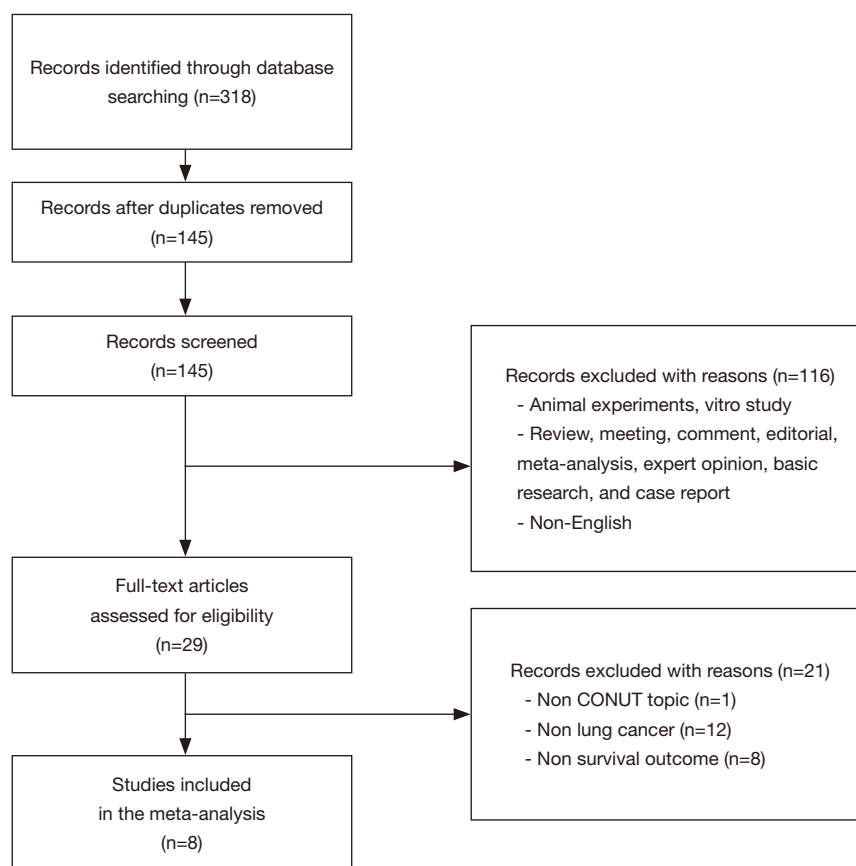 Records identified through database
searching (n=318)
Records after duplicates removed
(n=145)
Records screened
(n=145)
Records excluded with reasons (n=116)
- Animal experiments, vitro study
- Review, meeting, comment, editorial,
meta-analysis, expert opinion, basic
research, and case report
- Non-English
Full-text articles
assessed for eligibility
(n=29)
Records excluded with reasons (n=21)
- Non CONUT topic (n=1)
- Non lung cancer (n=12)
- Non survival outcome (n=8)
Studies included
in the meta-analysis
(n=8)